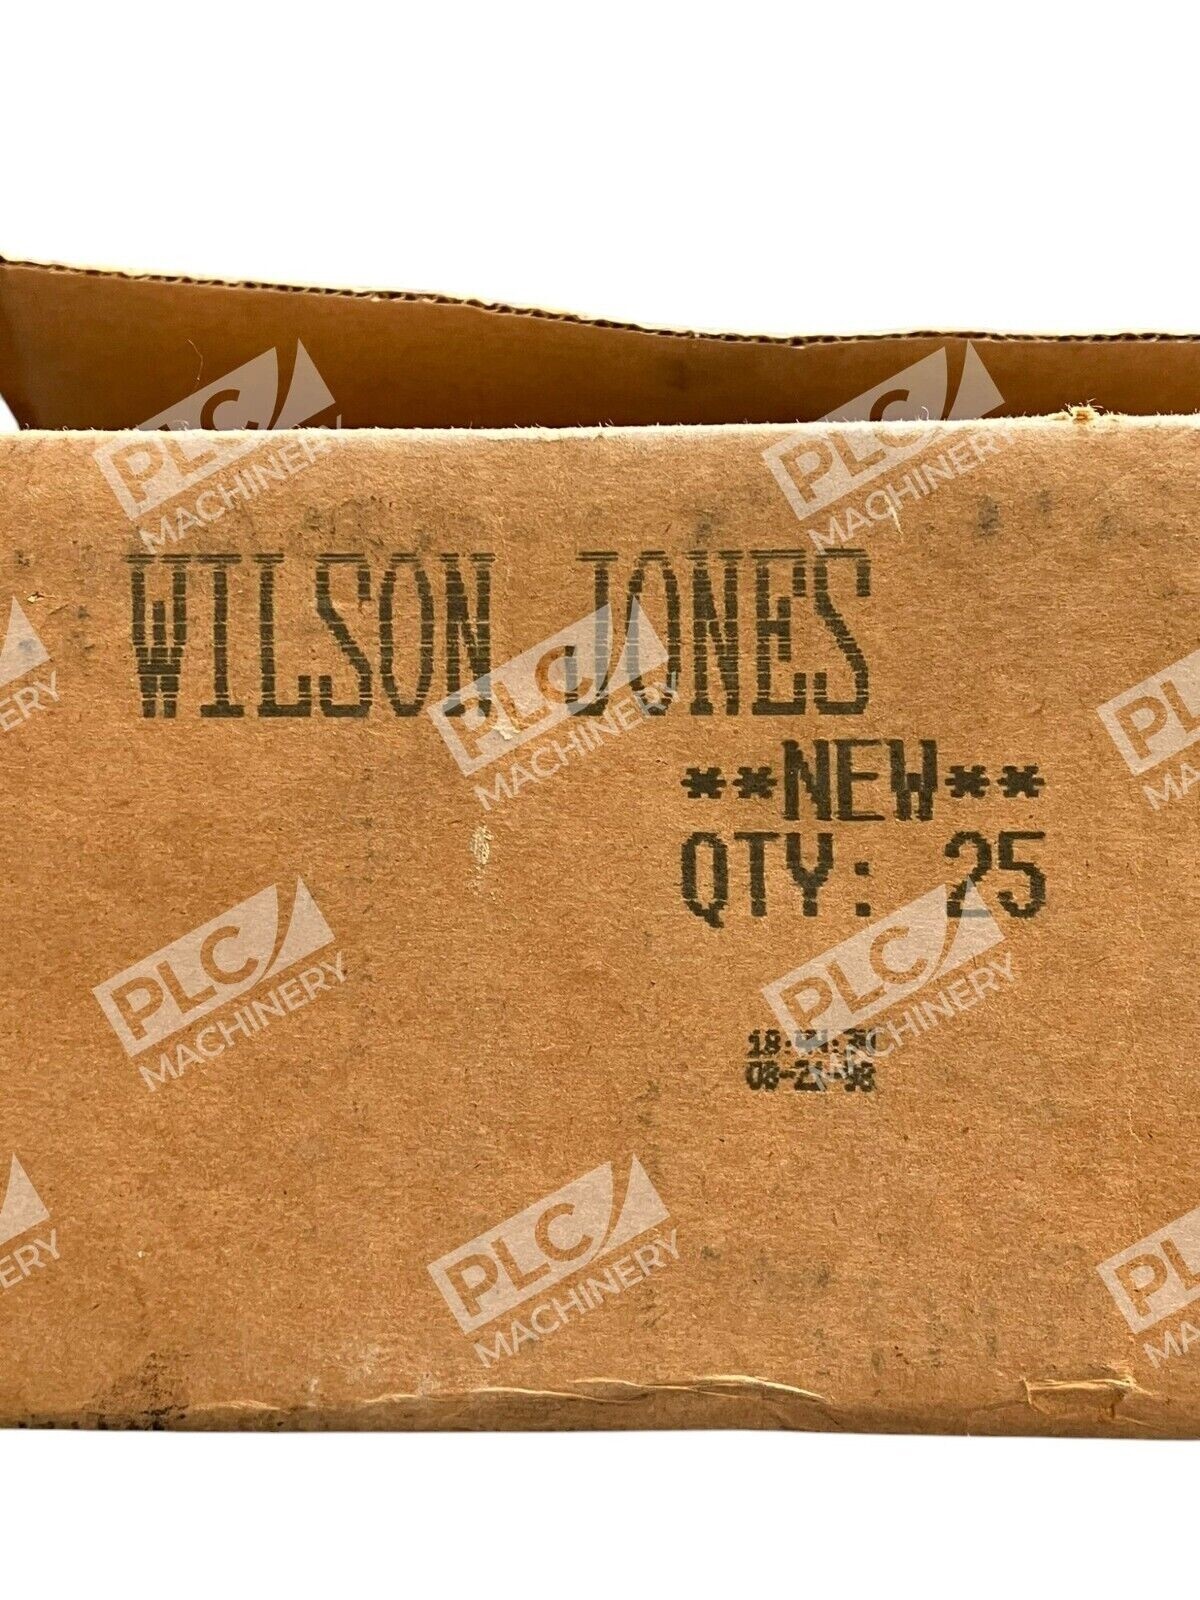 WILSON JONES
**NEW**
QTY: 25
PLC MACHINERY